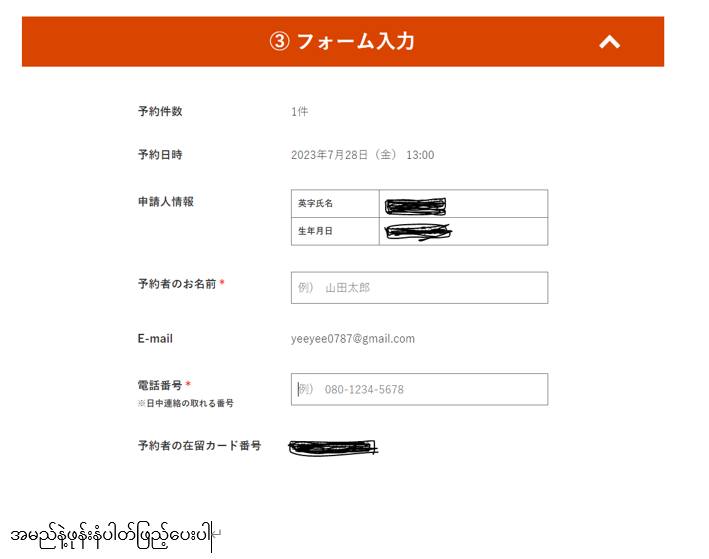 ③ フォーム入力
予約件数 1件
予約日時 2023年7月28日（金） 13:00
申請人情報 英字氏名
生年月日
予約者のお名前 * 例） 山田太郎
E-mail yeeyee0787@gmail.com
電話番号 * 例） 080-1234-5678
※日中連絡の取れる番号
予約者の在留カード番号
အမည်နဲ့ဖုန်းနံပါတ်ဖြည့်ပေးပါ